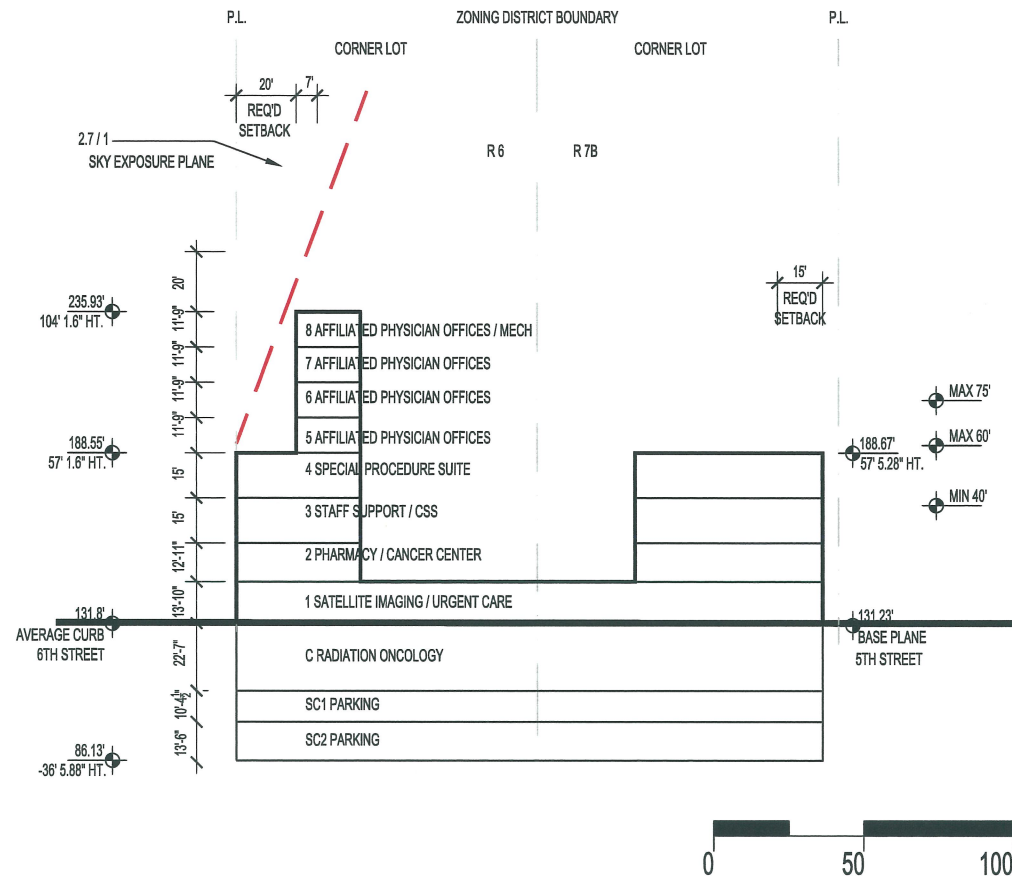 P.L.
ZONING DISTRICT BOUNDARY
P.L.
CORNER LOT
CORNER LOT
20'
7'
REQ'D
SETBACK
2.7 / 1
SKY EXPOSURE PLANE
R 6
R 7B
15'
REQ'D
SETBACK
20'
235.93'
104' 1.6" HT.
11'-9"
8 AFFILIATED PHYSICIAN OFFICES / MECH
11'-9"
7 AFFILIATED PHYSICIAN OFFICES
11'-9"
6 AFFILIATED PHYSICIAN OFFICES
11'-9"
5 AFFILIATED PHYSICIAN OFFICES
MAX 75'
MAX 60'
MIN 40'
188.55'
57' 1.6" HT.
188.67'
57' 5.28" HT.
15'
4 SPECIAL PROCEDURE SUITE
15'
3 STAFF SUPPORT / CSS
12'-11"
2 PHARMACY / CANCER CENTER
13'-10"
1 SATELLITE IMAGING / URGENT CARE
131.8'
AVERAGE CURB
6TH STREET
131.23'
BASE PLANE
5TH STREET
22'-7"
C RADIATION ONCOLOGY
10'-4½"
SC1 PARKING
13'-6"
SC2 PARKING
86.13'
-36' 5.88" HT.
0
50
100